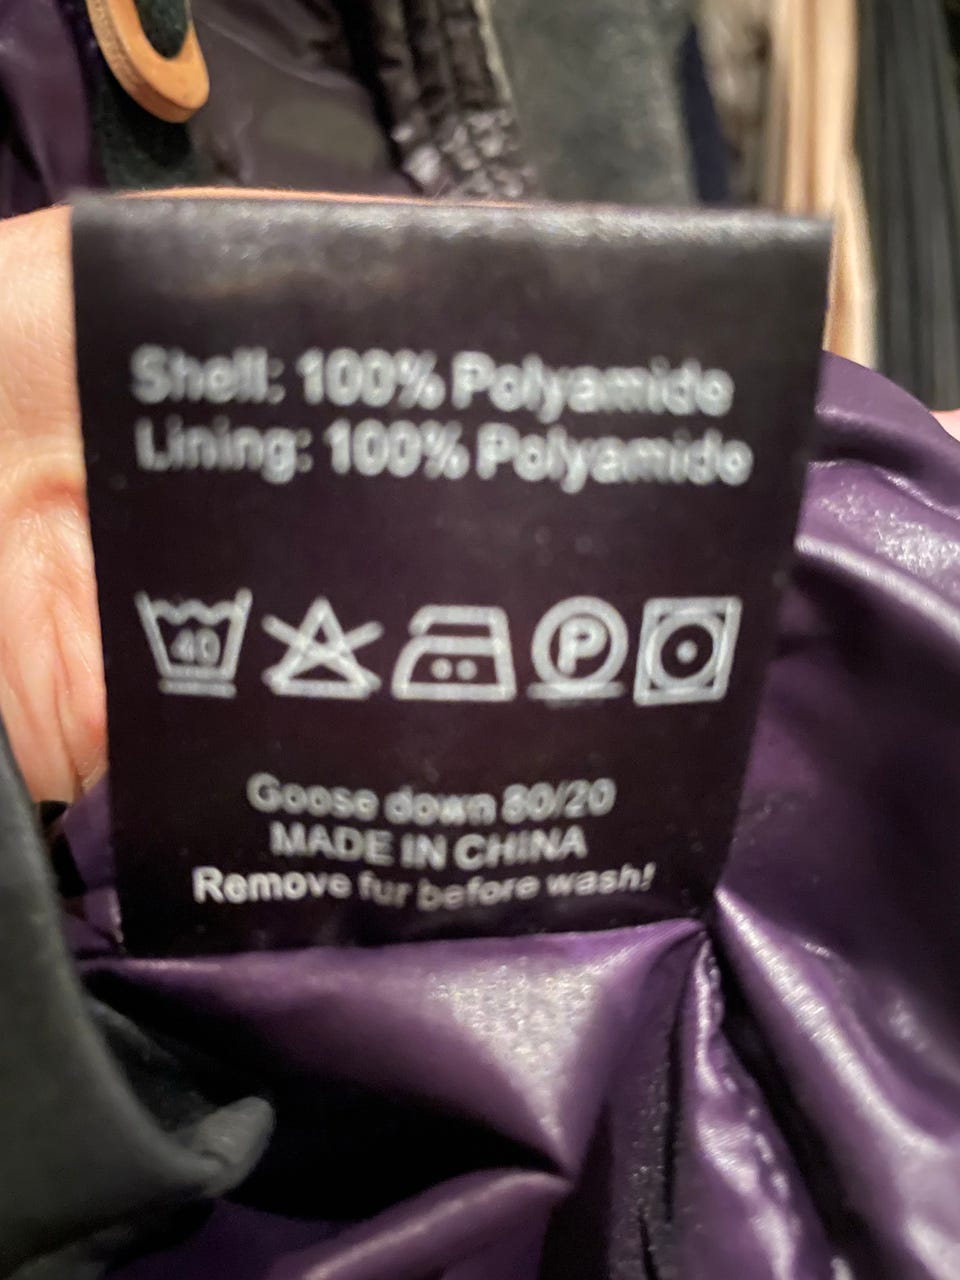 Shell: 100% Polyamide
Lining: 100% Polyamide
40
P
Goose down 80/20
MADE IN CHINA
Remove fur before wash!